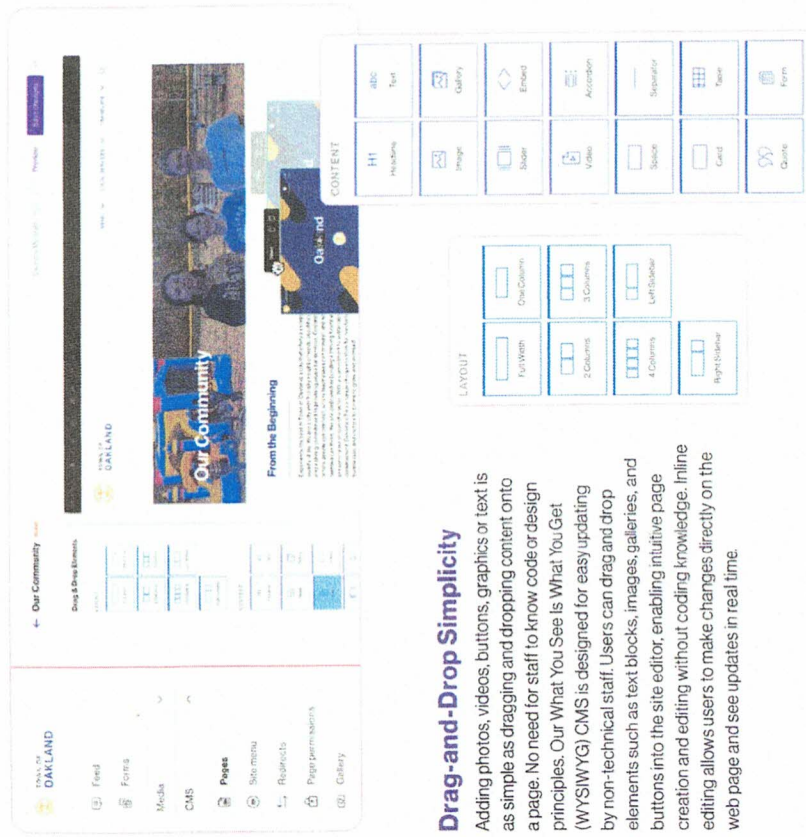 TOWN OF
OAKLAND
Feed
Forms
Media
CMS
Pages
Site menu
Redirects
Page permissions
Gallery
← Our Community
Preview
Save changes
Drag & Drop Elements
TOWN OF
OAKLAND
Our Community
From the Beginning
Oakland
LAYOUT
Full Width
One Column
2 Columns
3 Columns
4 Columns
Left Sidebar
Right Sidebar
CONTENT
H1
Headline
abc
Text
Image
Gallery
Slider
Embed
Video
Accordion
Space
Separator
Card
Table
Quote
Form
Drag-and-Drop Simplicity
Adding photos, videos, buttons, graphics or text is
as simple as dragging and dropping content onto
a page. No need for staff to know code or design
principles. Our What You See Is What You Get
(WYSIWYG) CMS is designed for easy updating
by non-technical staff. Users can drag and drop
elements such as text blocks, images, galleries, and
buttons into the site editor, enabling intuitive page
creation and editing without coding knowledge. Inline
editing allows users to make changes directly on the
web page and see updates in real time.